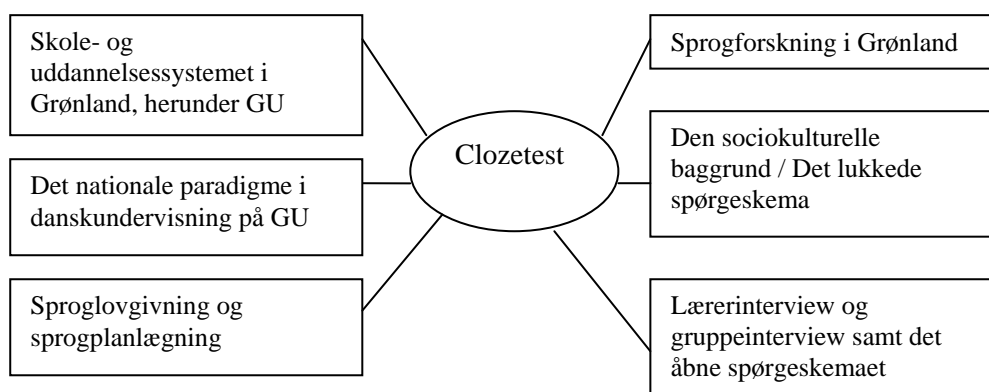 Skole- og
uddannelsessystemet i
Grønland, herunder GU
Det nationale paradigme i
danskundervisning på GU
Sproglovgivning og
sprogplanlægning
Clozetest
Sprogforskning i Grønland
Den sociokulturelle
baggrund / Det lukkede
spørgeskema
Lærerinterview og
gruppeinterview samt det
åbne spørgeskemaet